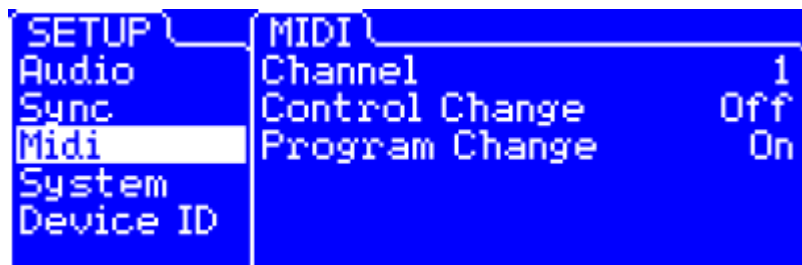 SETUP
Audio
Sync
Midi
System
Device ID
MIDI
Channel 1
Control Change Off
Program Change On